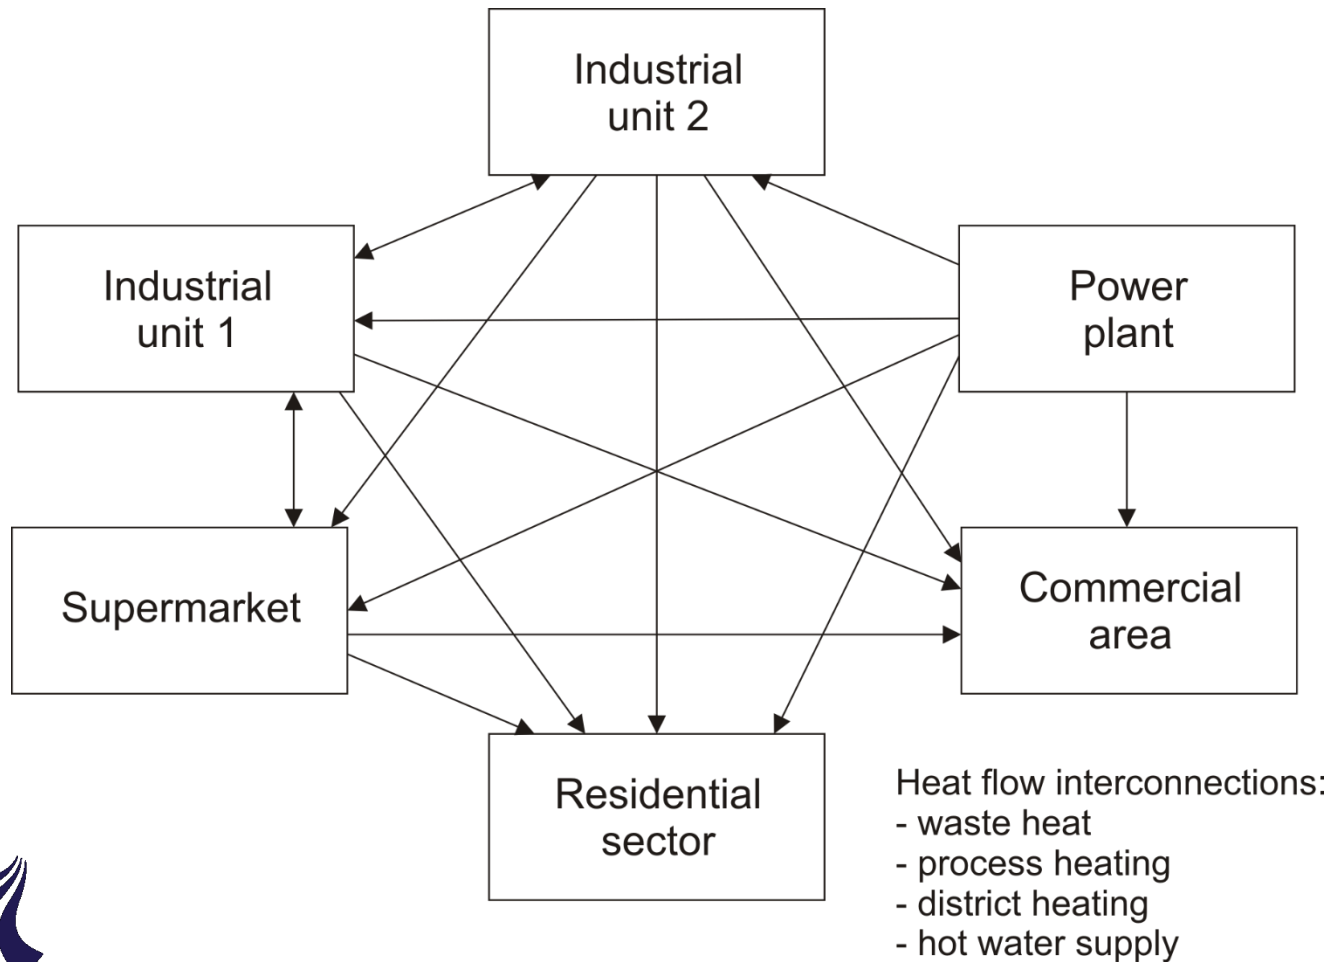 Industrial
unit 2
Industrial
unit 1
Power
plant
Supermarket
Commercial
area
Residential
sector
Heat flow interconnections:
- waste heat
- process heating
- district heating
- hot water supply